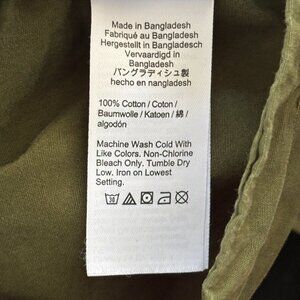 Made in Bangladesh
Fabriqué au Bangladesh
Hergestellt in Bangladesch
Vervaardigd in
Bangladesh
バングラディシュ製
hecho en nangladesh
100% Cotton / Coton /
Baumwolle / Katoen / 綿 /
algodón
Machine Wash Cold With
Like Colors. Non-Chlorine
Bleach Only. Tumble Dry
Low. Iron on Lowest
Setting.
30